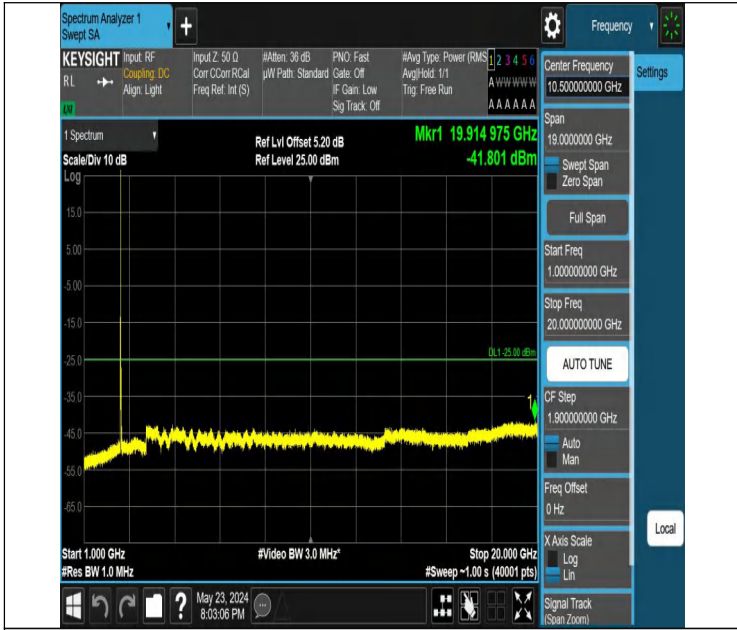 Spectrum Analyzer 1
Swept SA
+
Frequency
KEYSIGHT
RL
LXI
Input: RF
Coupling: DC
Align: Light
Input Z: 50 Ω
Corr CCorr RCal
Freq Ref: Int (S)
#Atten: 36 dB
µW Path: Standard
PNO: Fast
Gate: Off
IF Gain: Low
Sig Track: Off
#Avg Type: Power (RMS
Avg|Hold: 1/1
Trig: Free Run
1 2 3 4 5 6
A W W W W W
A A A A A A
1 Spectrum
Scale/Div 10 dB
Log
Ref Lvl Offset 5.20 dB
Ref Level 25.00 dBm
Mkr1 19.914 975 GHz
-41.801 dBm
15.0
5.00
-5.00
-15.0
-25.0
-35.0
-45.0
-55.0
-65.0
DL1 -25.00 dBm
1
Start 1.000 GHz
#Res BW 1.0 MHz
#Video BW 3.0 MHz*
Stop 20.000 GHz
#Sweep ~1.00 s (40001 pts)
Center Frequency
10.500000000 GHz
Settings
Span
19.0000000 GHz
Swept Span
Zero Span
Full Span
Start Freq
1.000000000 GHz
Stop Freq
20.000000000 GHz
AUTO TUNE
CF Step
1.900000000 GHz
Auto
Man
Freq Offset
0 Hz
X Axis Scale
Log
Lin
Local
Signal Track
(Span Zoom)
?
May 23, 2024
8:03:06 PM